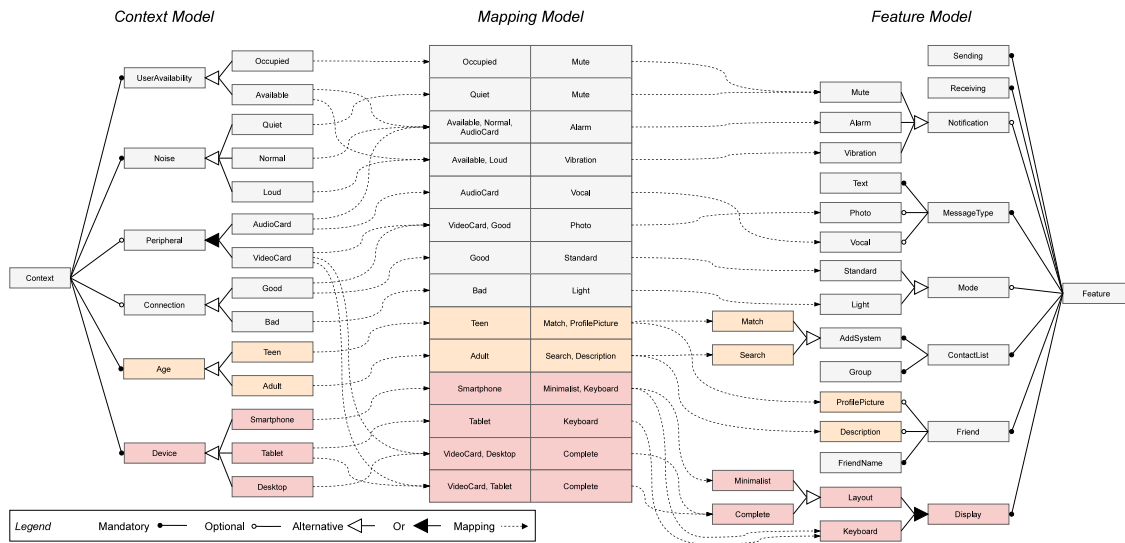 Context Model
Mapping Model
Feature Model
Context
UserAvailability
Occupied
Available
Noise
Quiet
Normal
Loud
Peripheral
AudioCard
VideoCard
Connection
Good
Bad
Age
Teen
Adult
Device
Smartphone
Tablet
Desktop
Occupied Mute
Quiet Mute
Available, Normal,
AudioCard
Alarm
Available, Loud Vibration
AudioCard Vocal
VideoCard, Good Photo
Good Standard
Bad Light
Teen Match, ProfilePicture
Adult Search, Description
Smartphone Minimalist, Keyboard
Tablet Keyboard
VideoCard, Desktop Complete
VideoCard, Tablet Complete
Sending
Receiving
Mute
Alarm
Vibration
Notification
Text
Photo
Vocal
MessageType
Standard
Light
Mode
Match
Search
AddSystem
Group
ContactList
ProfilePicture
Description
FriendName
Friend
Minimalist
Complete
Layout
Keyboard
Display
Feature
Legend Mandatory Optional Alternative Or Mapping